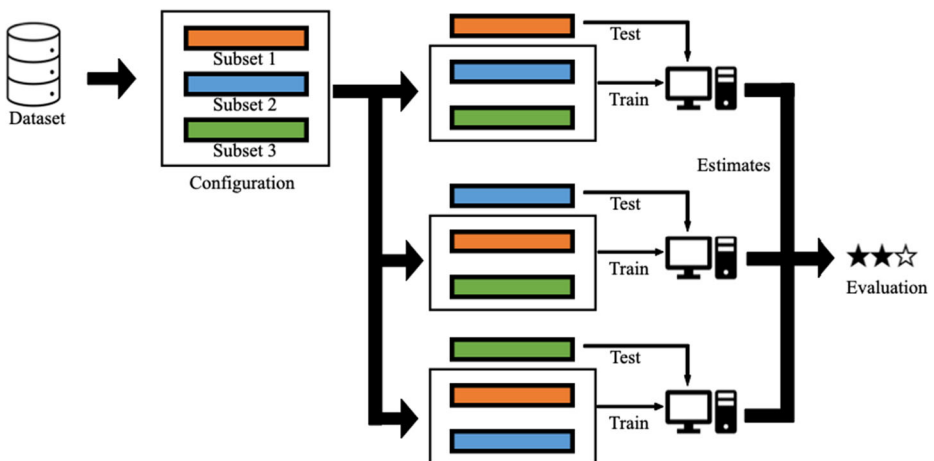 Dataset
Subset 1
Subset 2
Subset 3
Configuration
Test
Train
Estimates
Test
Train
Evaluation
Test
Train